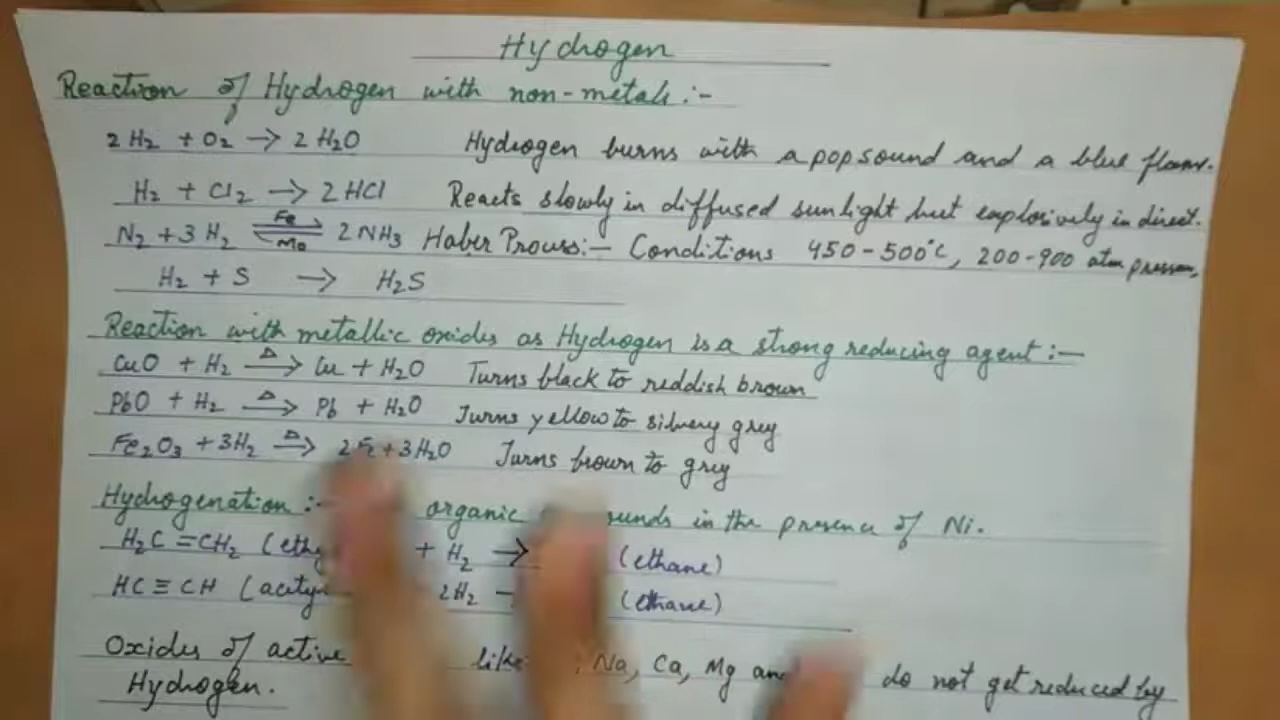 Hydrogen
Reaction of Hydrogen with non-metals :-
2H₂ + O₂ → 2H₂O Hydrogen burns with a pop sound and a blue flame.
H₂ + Cl₂ → 2HCl Reacts slowly in diffused sunlight but explosively in direct.
N₂ + 3H₂ ⇌ 2NH₃ Haber Process:- Conditions 450-500°C, 200-900 atm pressure,
Fe
Mo
H₂ + S → H₂S
Reaction with metallic oxides as Hydrogen is a strong reducing agent :-
CuO + H₂ –Δ→ Cu + H₂O Turns black to reddish brown
PbO + H₂ –Δ→ Pb + H₂O Turns yellow to silvery grey
Fe₂O₃ + 3H₂ –Δ→ 2Fe + 3H₂O Turns brown to grey
Hydrogenation :- organic in the presence of Ni.
H₂C=CH₂ + H₂ → (ethane)
HC≡CH 2H₂ → (ethane)
Oxides of active like Na, Ca, Mg and do not get reduced by
Hydrogen.